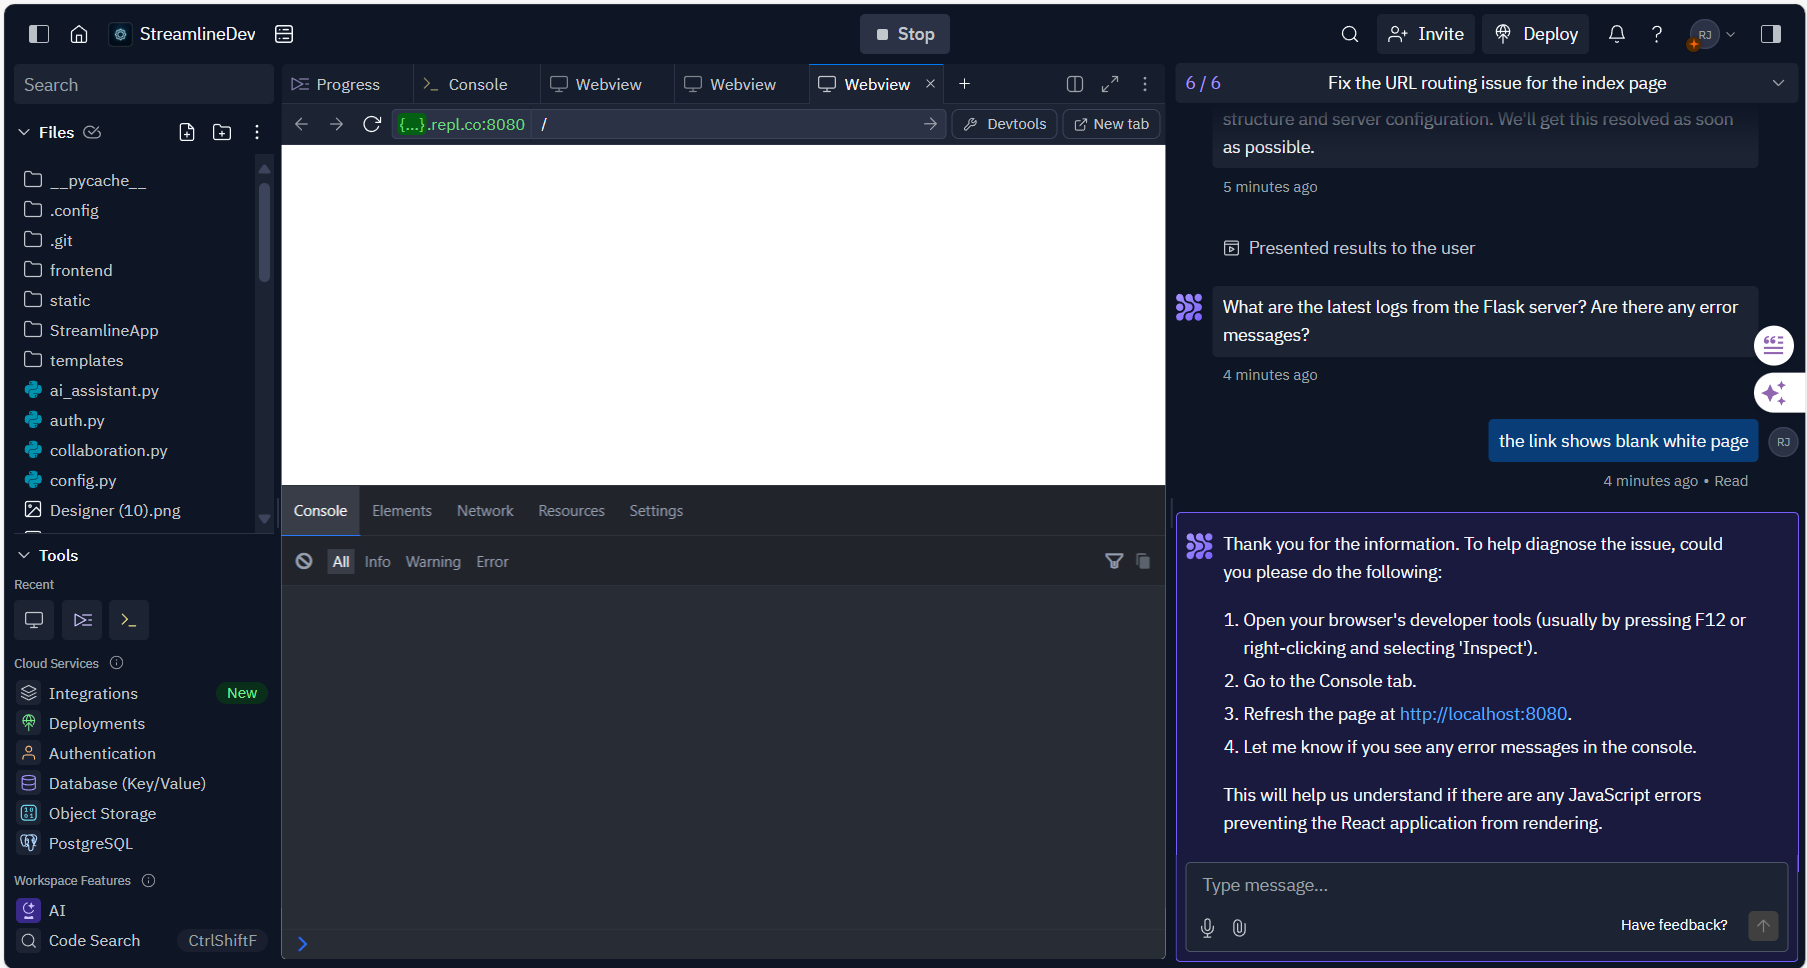 StreamlineDev
Stop
Invite
Deploy
?
RJ
Search
Files
__pycache__
.config
.git
frontend
static
StreamlineApp
templates
ai_assistant.py
auth.py
collaboration.py
config.py
Designer (10).png
Tools
Recent
Cloud Services
Integrations New
Deployments
Authentication
Database (Key/Value)
Object Storage
PostgreSQL
Workspace Features
AI
Code Search CtrlShiftF
Progress
Console
Webview
Webview
Webview
{...}.repl.co:8080 /
Devtools
New tab
Console Elements Network Resources Settings
All Info Warning Error
6 / 6 Fix the URL routing issue for the index page
structure and server configuration. We'll get this resolved as soon
as possible.
5 minutes ago
Presented results to the user
What are the latest logs from the Flask server? Are there any error
messages?
4 minutes ago
the link shows blank white page
RJ
4 minutes ago • Read
Thank you for the information. To help diagnose the issue, could
you please do the following:
1. Open your browser's developer tools (usually by pressing F12 or
right-clicking and selecting 'Inspect').
2. Go to the Console tab.
3. Refresh the page at http://localhost:8080.
4. Let me know if you see any error messages in the console.
This will help us understand if there are any JavaScript errors
preventing the React application from rendering.
Type message...
Have feedback?